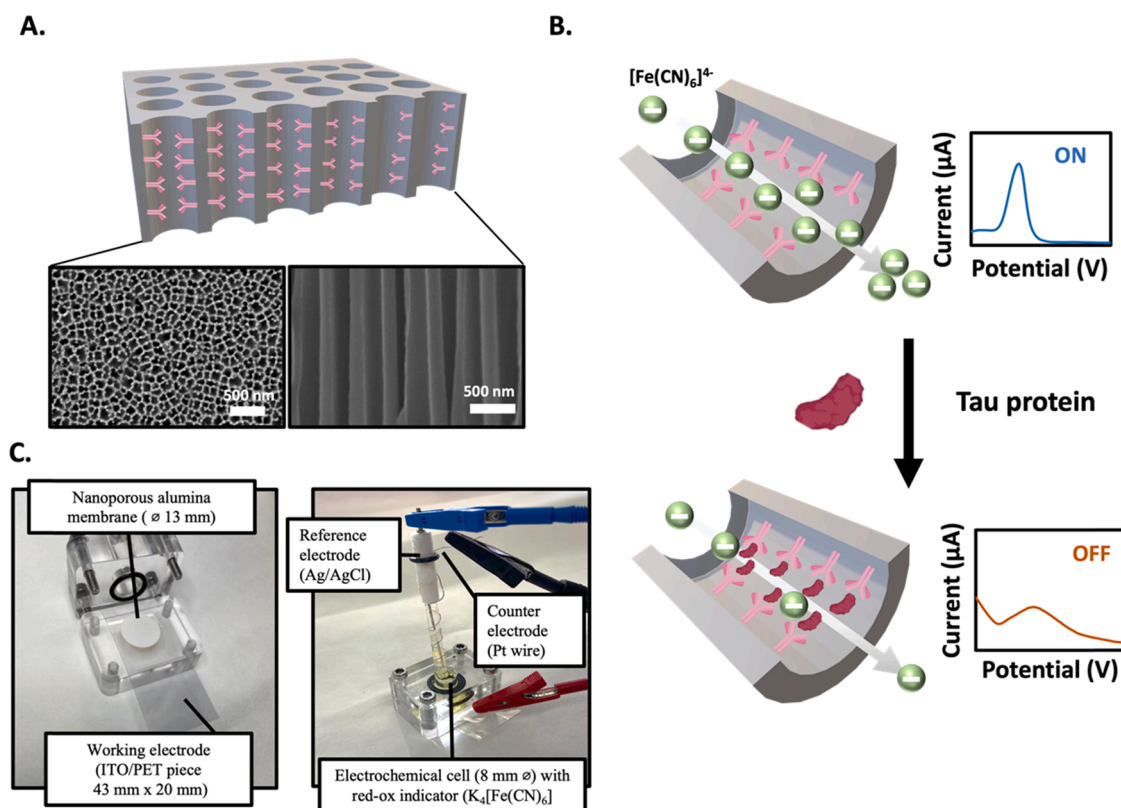 A.
500 nm
500 nm
B.
[Fe(CN)₆]⁴⁻
Current (µA)
ON
Potential (V)
Tau protein
Current (µA)
OFF
Potential (V)
C.
Nanoporous alumina
membrane ( ø 13 mm)
Working electrode
(ITO/PET piece
43 mm x 20 mm)
Reference
electrode
(Ag/AgCl)
Counter
electrode
(Pt wire)
Electrochemical cell (8 mm ø) with
red-ox indicator (K₄[Fe(CN)₆]